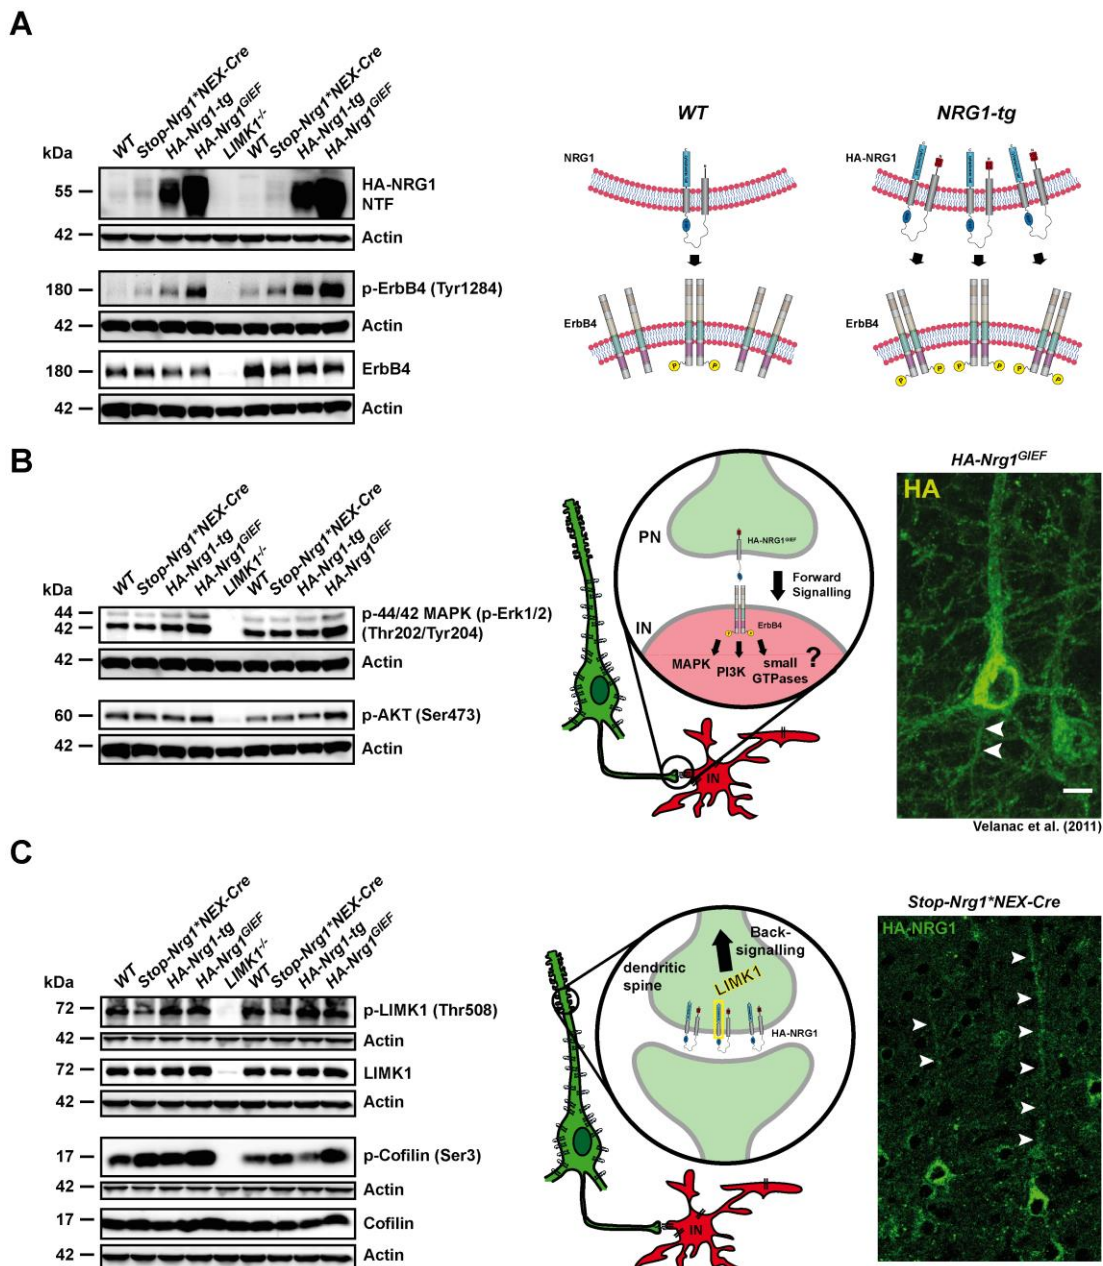 A
WT
Stop-Nrg1*NEX-Cre
HA-Nrg1-tg
HA-Nrg1GIEF
LIMK1-/-
WT
Stop-Nrg1*NEX-Cre
HA-Nrg1-tg
HA-Nrg1GIEF
kDa
55
HA-NRG1
NTF
42
Actin
180
p-ErbB4 (Tyr1284)
42
Actin
180
ErbB4
42
Actin
WT
NRG1-tg
NRG1
HA-NRG1
ErbB4
P
P
ErbB4
P
P
P
P
P
P
B
WT
Stop-Nrg1*NEX-Cre
HA-Nrg1-tg
HA-Nrg1GIEF
LIMK1-/-
WT
Stop-Nrg1*NEX-Cre
HA-Nrg1-tg
HA-Nrg1GIEF
kDa
44
42
p-44/42 MAPK (p-Erk1/2)
(Thr202/Tyr204)
42
Actin
60
p-AKT (Ser473)
42
Actin
PN
HA-NRG1GIEF
Forward
Signalling
IN
ErbB4
MAPK
PI3K
small
GTPases
?
IN
HA-Nrg1GIEF
HA
Velanac et al. (2011)
C
WT
Stop-Nrg1*NEX-Cre
HA-Nrg1-tg
HA-Nrg1GIEF
LIMK1-/-
WT
Stop-Nrg1*NEX-Cre
HA-Nrg1-tg
HA-Nrg1GIEF
kDa
72
p-LIMK1 (Thr508)
42
Actin
72
LIMK1
42
Actin
17
p-Cofilin (Ser3)
42
Actin
17
Cofilin
42
Actin
Back-
signalling
dendritic
spine
LIMK1
HA-NRG1
IN
Stop-Nrg1*NEX-Cre
HA-NRG1